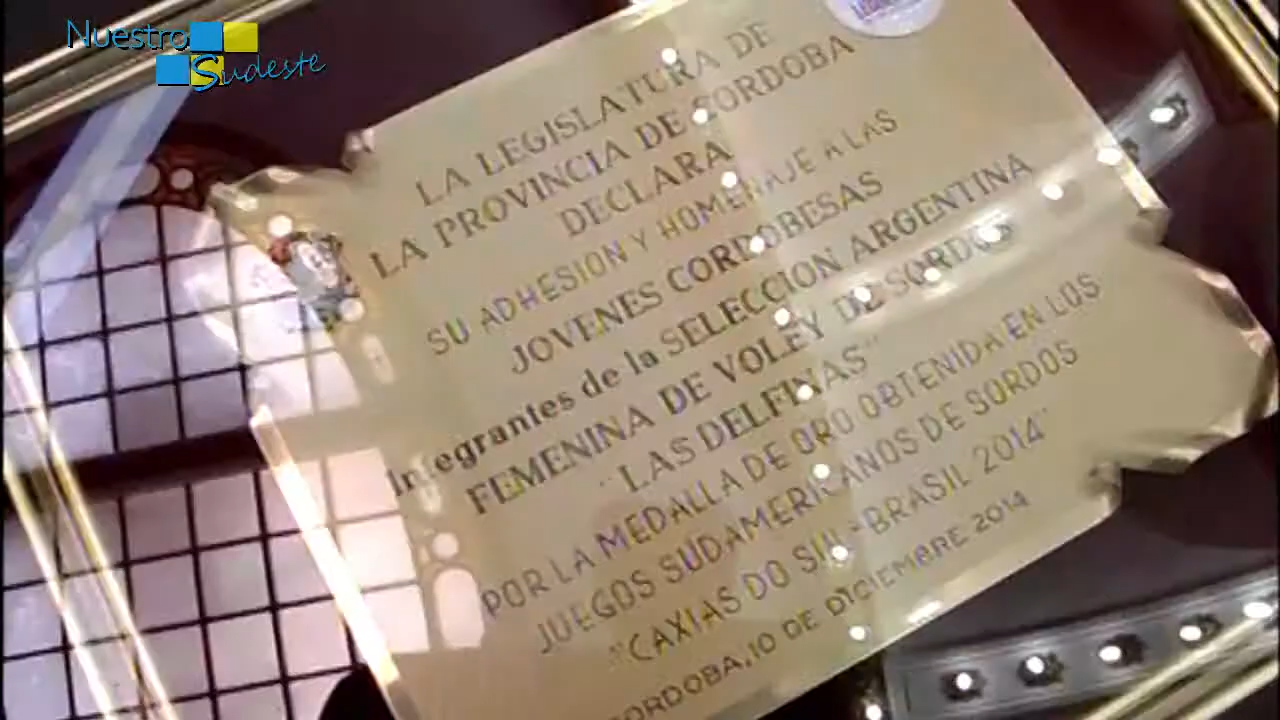 Nuestro
Sudeste
LA LEGISLATURA DE
LA PROVINCIA DE CORDOBA
DECLARA
SU ADHESION Y HOMENAJE A LAS
JOVENES CORDOBESAS
Integrantes de la SELECCION ARGENTINA
FEMENINA DE VOLEY DE SORDOS
"LAS DELFINAS"
POR LA MEDALLA DE ORO OBTENIDA EN LOS
JUEGOS SUDAMERICANOS DE SORDOS
"CAXIAS DO SUL-BRASIL 2014"
CORDOBA, 10 DE DICIEMBRE 2014